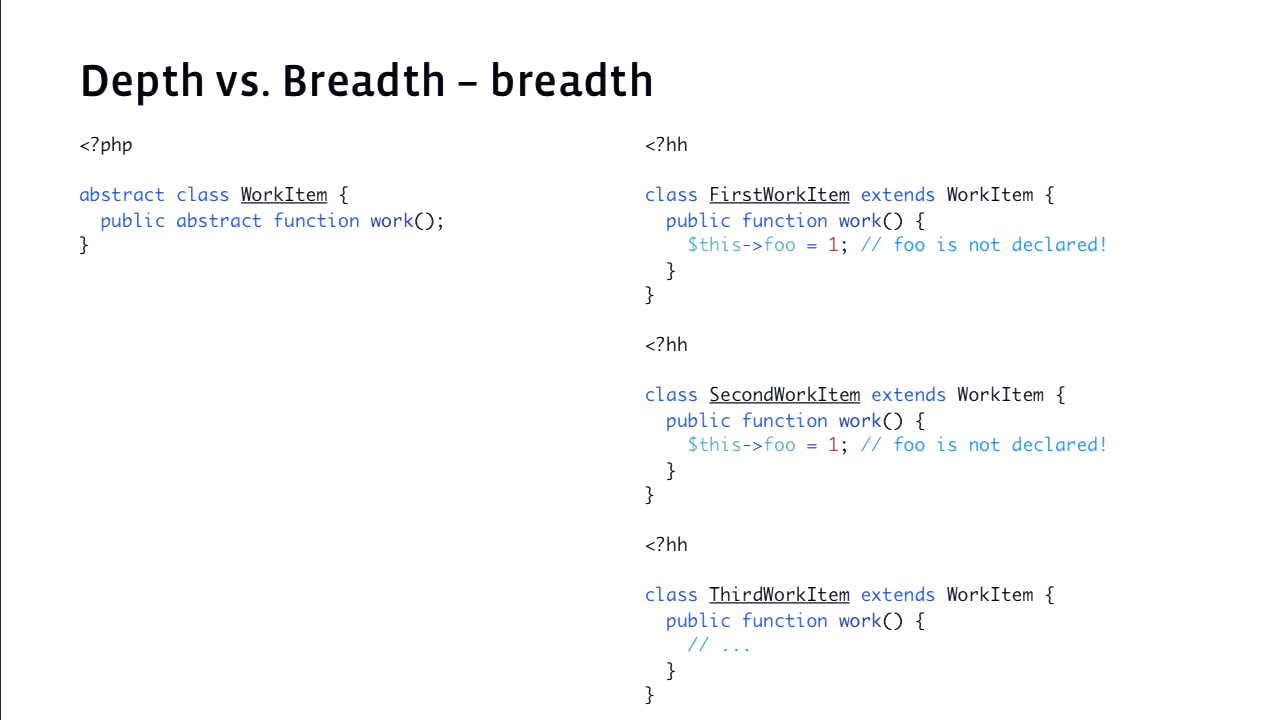 Depth vs. Breadth – breadth
<?php
abstract class WorkItem {
  public abstract function work();
}
<?hh
class FirstWorkItem extends WorkItem {
  public function work() {
    $this->foo = 1; // foo is not declared!
  }
}
<?hh
class SecondWorkItem extends WorkItem {
  public function work() {
    $this->foo = 1; // foo is not declared!
  }
}
<?hh
class ThirdWorkItem extends WorkItem {
  public function work() {
    // ...
  }
}